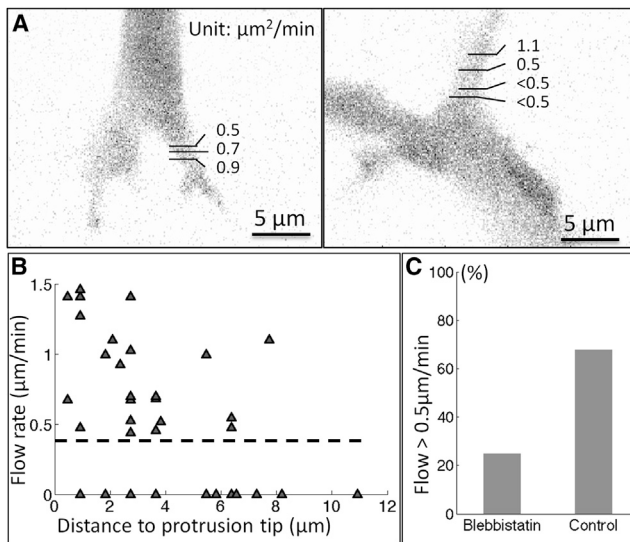 A
Unit: µm²/min
0.5
0.7
0.9
5 µm
1.1
0.5
<0.5
<0.5
5 µm
B
1.5
1
0.5
0
0 2 4 6 8 10 12
Flow rate (µm/min)
Distance to protrusion tip (µm)
C
(%)
100
80
60
40
20
0
Flow > 0.5µm/min
Blebbistatin Control